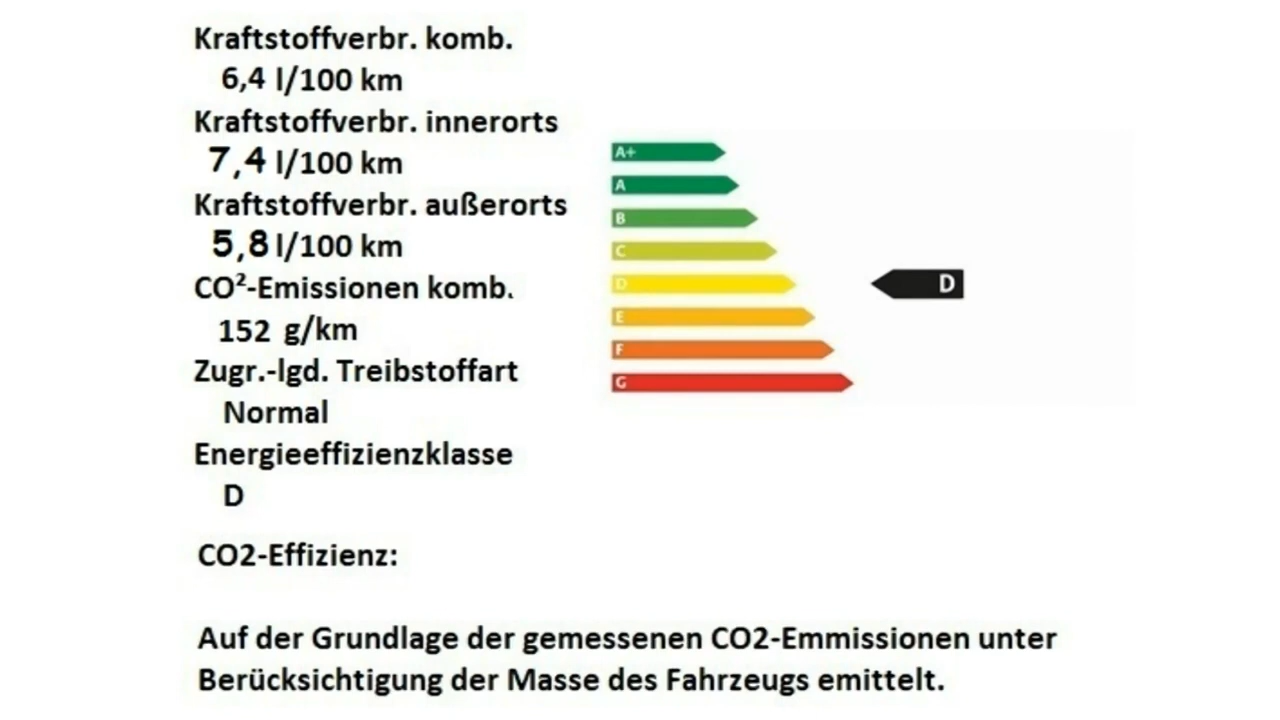 Kraftstoffverbr. komb.
6,4 l/100 km
Kraftstoffverbr. innerorts
7,4 l/100 km
Kraftstoffverbr. außerorts
5,8 l/100 km
CO²-Emissionen komb.
152 g/km
Zugr.-lgd. Treibstoffart
Normal
Energieeffizienzklasse
D
A+
A
B
C
D
D
E
F
G
CO2-Effizienz:
Auf der Grundlage der gemessenen CO2-Emmissionen unter
Berücksichtigung der Masse des Fahrzeugs emittelt.